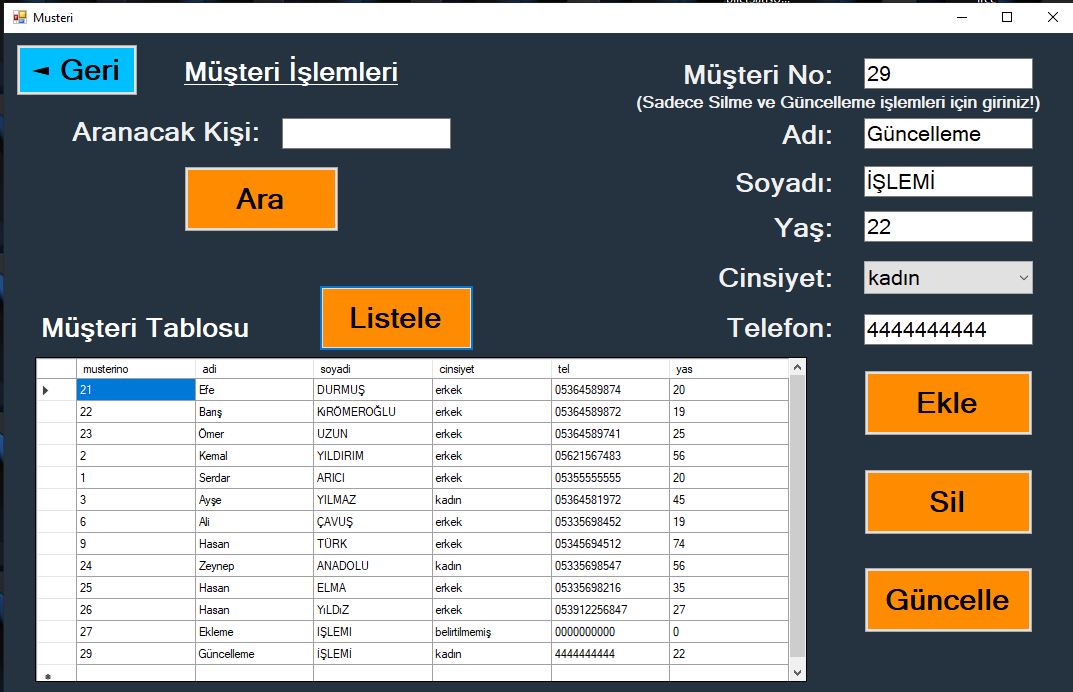 Musteri
◄ Geri
Müşteri İşlemleri
Aranacak Kişi:
Ara
Müşteri No: 29
(Sadece Silme ve Güncelleme işlemleri için giriniz!)
Adı: Güncelleme
Soyadı: İŞLEMİ
Yaş: 22
Cinsiyet: kadın
Telefon: 4444444444
Ekle
Sil
Güncelle
Müşteri Tablosu
Listele
musterino adi soyadi cinsiyet tel yas
21 Efe DURMUŞ erkek 05364589874 20
22 Barış KıRÖMEROĞLU erkek 05364589872 19
23 Ömer UZUN erkek 05364589741 25
2 Kemal YILDIRIM erkek 05621567483 56
1 Serdar ARICI erkek 05355555555 20
3 Ayşe YILMAZ kadın 05364581972 45
6 Ali ÇAVUŞ erkek 05335698452 19
9 Hasan TÜRK erkek 05345694512 74
24 Zeynep ANADOLU kadın 05335698547 56
25 Hasan ELMA erkek 05335698216 35
26 Hasan YıLDıZ erkek 053912256847 27
27 Ekleme IŞLEMI belirtilmemiş 0000000000 0
29 Güncelleme İŞLEMİ kadın 4444444444 22